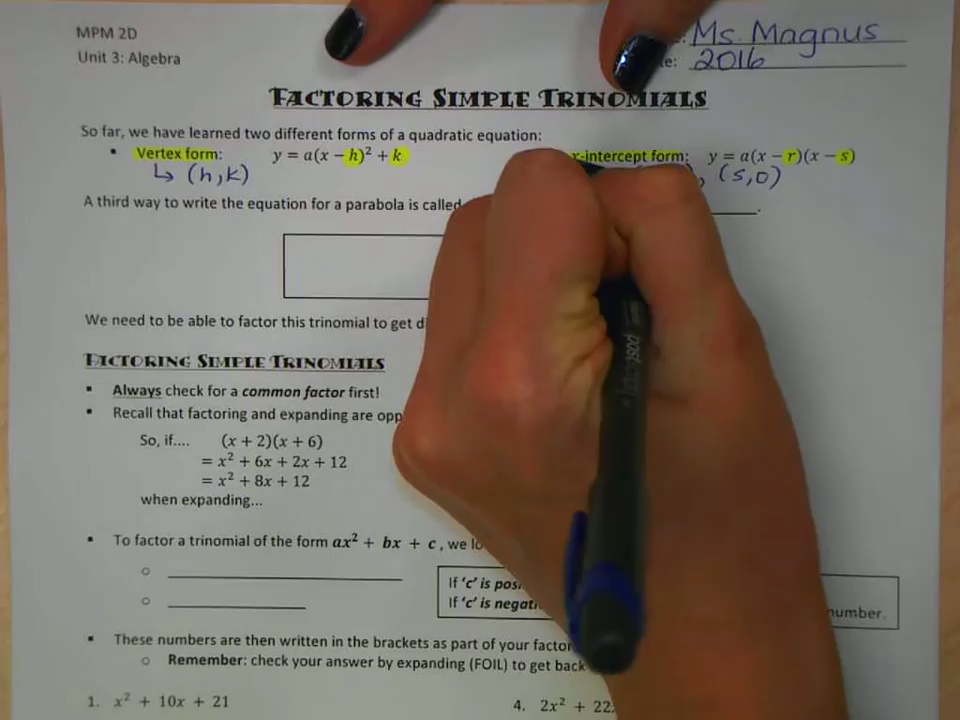 MPM 2D
Ms. Magnus
Unit 3: Algebra
2016
FACTORING SIMPLE TRINOMIALS
So far, we have learned two different forms of a quadratic equation:
▪ Vertex form: y = a(x − h)² + k x-intercept form: y = a(x − r)(x − s)
↳ (h,k) , (s,0)
A third way to write the equation for a parabola is called
We need to be able to factor this trinomial to get
FACTORING SIMPLE TRINOMIALS
▪ Always check for a common factor first!
▪ Recall that factoring and expanding are
So, if.... (x + 2)(x + 6)
= x² + 6x + 2x + 12
= x² + 8x + 12
when expanding...
▪ To factor a trinomial of the form ax² + bx + c , we
If 'c' is
If 'c' is
number.
▪ These numbers are then written in the brackets as part of your
○ Remember: check your answer by expanding (FOIL) to get back
1. x² + 10x + 21 4. 2x² +